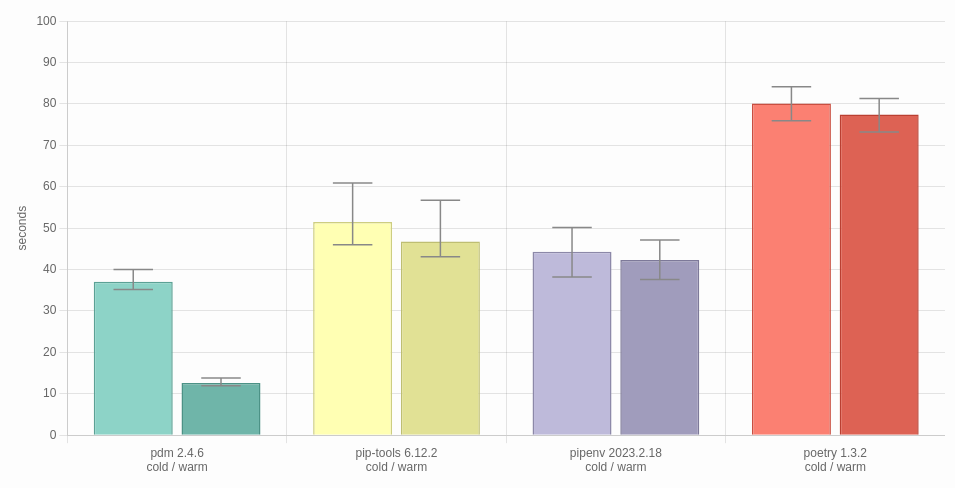 100
90
80
70
60
50
40
30
20
10
0
seconds
pdm 2.4.6
cold / warm
pip-tools 6.12.2
cold / warm
pipenv 2023.2.18
cold / warm
poetry 1.3.2
cold / warm